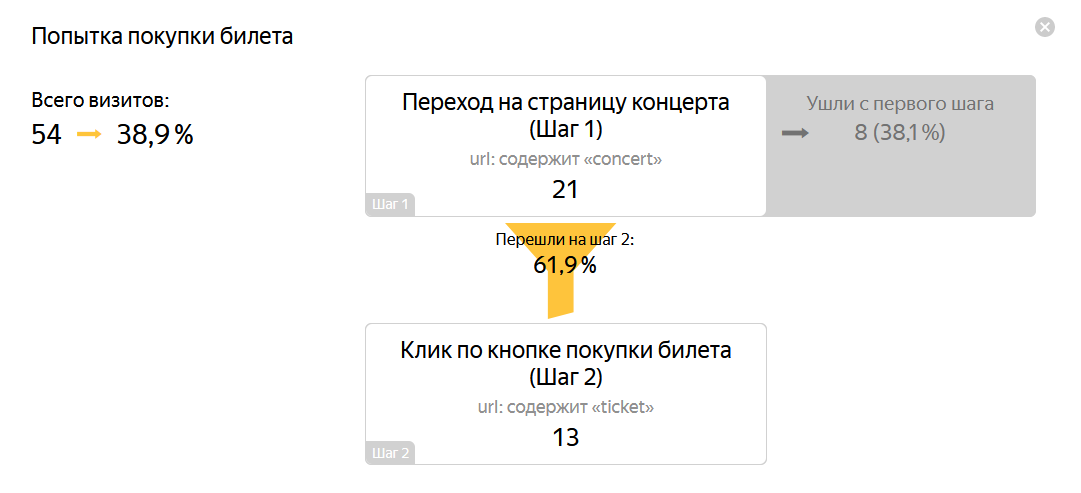 Попытка покупки билета
Всего визитов:
54 → 38,9 %
Переход на страницу концерта
(Шаг 1)
url: содержит «concert»
21
Шаг 1
Ушли с первого шага
→ 8 (38,1 %)
Перешли на шаг 2:
61,9 %
Клик по кнопке покупки билета
(Шаг 2)
url: содержит «ticket»
13
Шаг 2